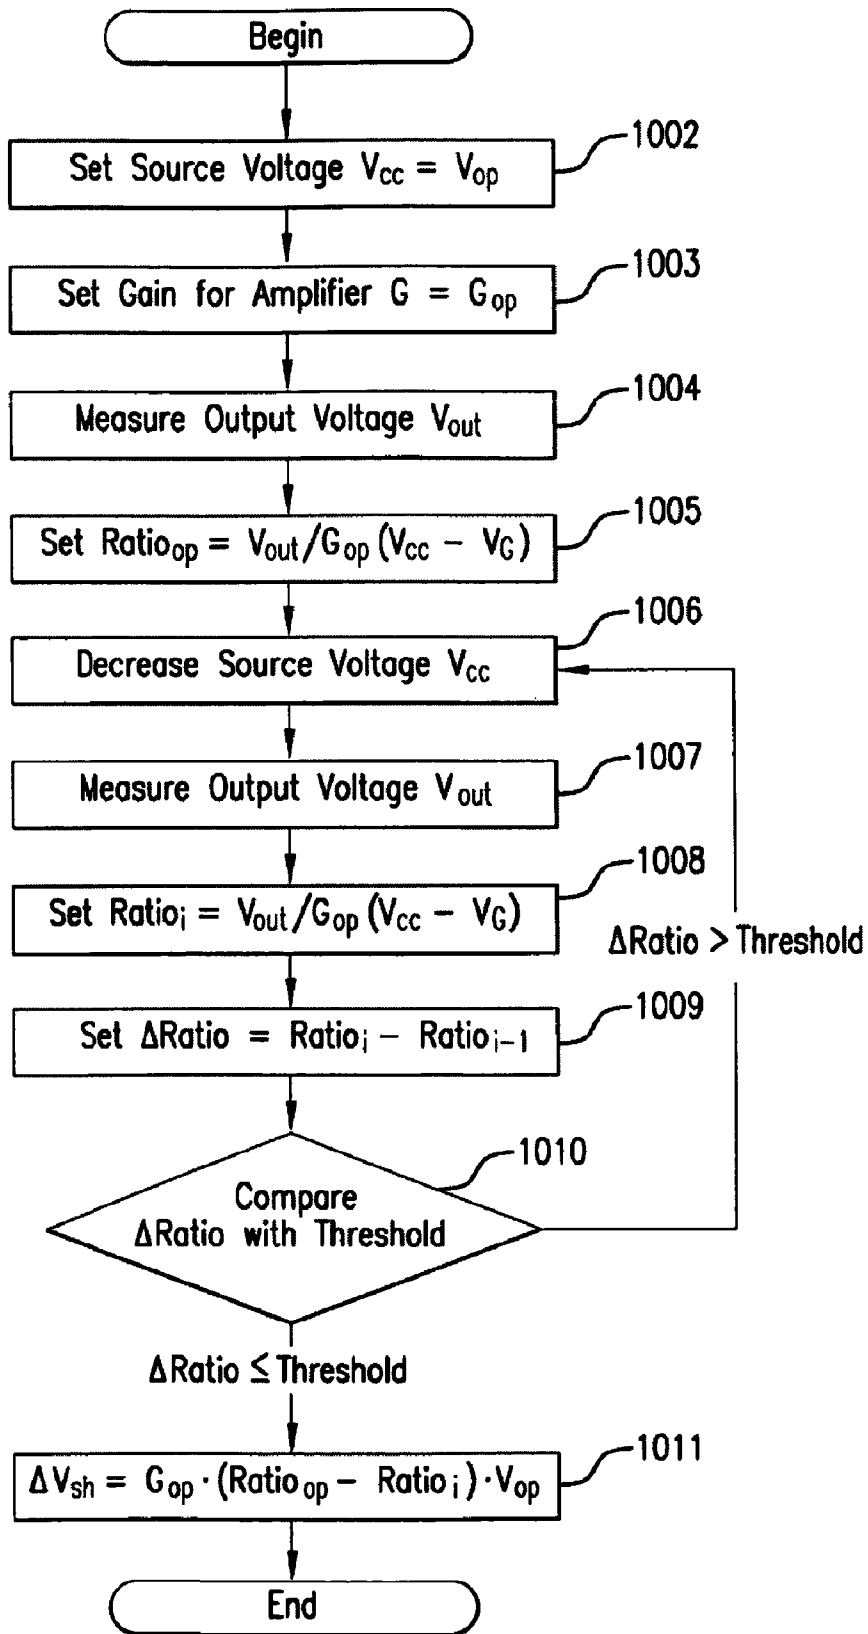 Begin
1002
Set Source Voltage Vcc = Vop
1003
Set Gain for Amplifier G = Gop
1004
Measure Output Voltage Vout
1005
Set Ratioop = Vout/Gop (Vcc − VG)
1006
Decrease Source Voltage Vcc
1007
Measure Output Voltage Vout
1008
Set Ratioi = Vout/Gop (Vcc − VG)
ΔRatio > Threshold
1009
Set ΔRatio = Ratioi − Ratioi−1
1010
Compare
ΔRatio with Threshold
ΔRatio ≤ Threshold
1011
ΔVsh = Gop · (Ratioop − Ratioi) · Vop
End